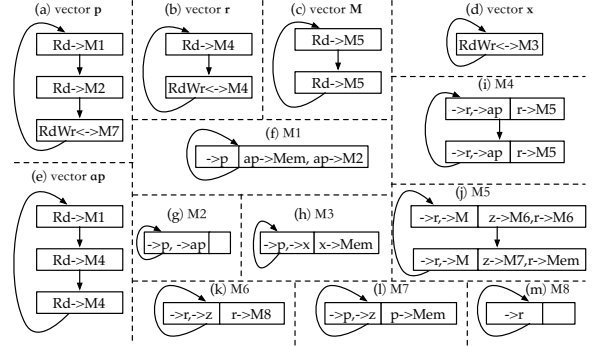 (a) vector p
Rd->M1
Rd->M2
RdWr<->M7
(b) vector r
Rd->M4
RdWr<->M4
(c) vector M
Rd->M5
Rd->M5
(d) vector x
RdWr<->M3
(e) vector ap
Rd->M1
Rd->M4
Rd->M4
(f) M1
->p ap->Mem, ap->M2
(g) M2
->p, ->ap
(h) M3
->p,->x x->Mem
(i) M4
->r,->ap r->M5
->r,->ap r->M5
(j) M5
->r,->M z->M6,r->M6
->r,->M z->M7,r->Mem
(k) M6
->r,->z r->M8
(l) M7
->p,->z p->Mem
(m) M8
->r